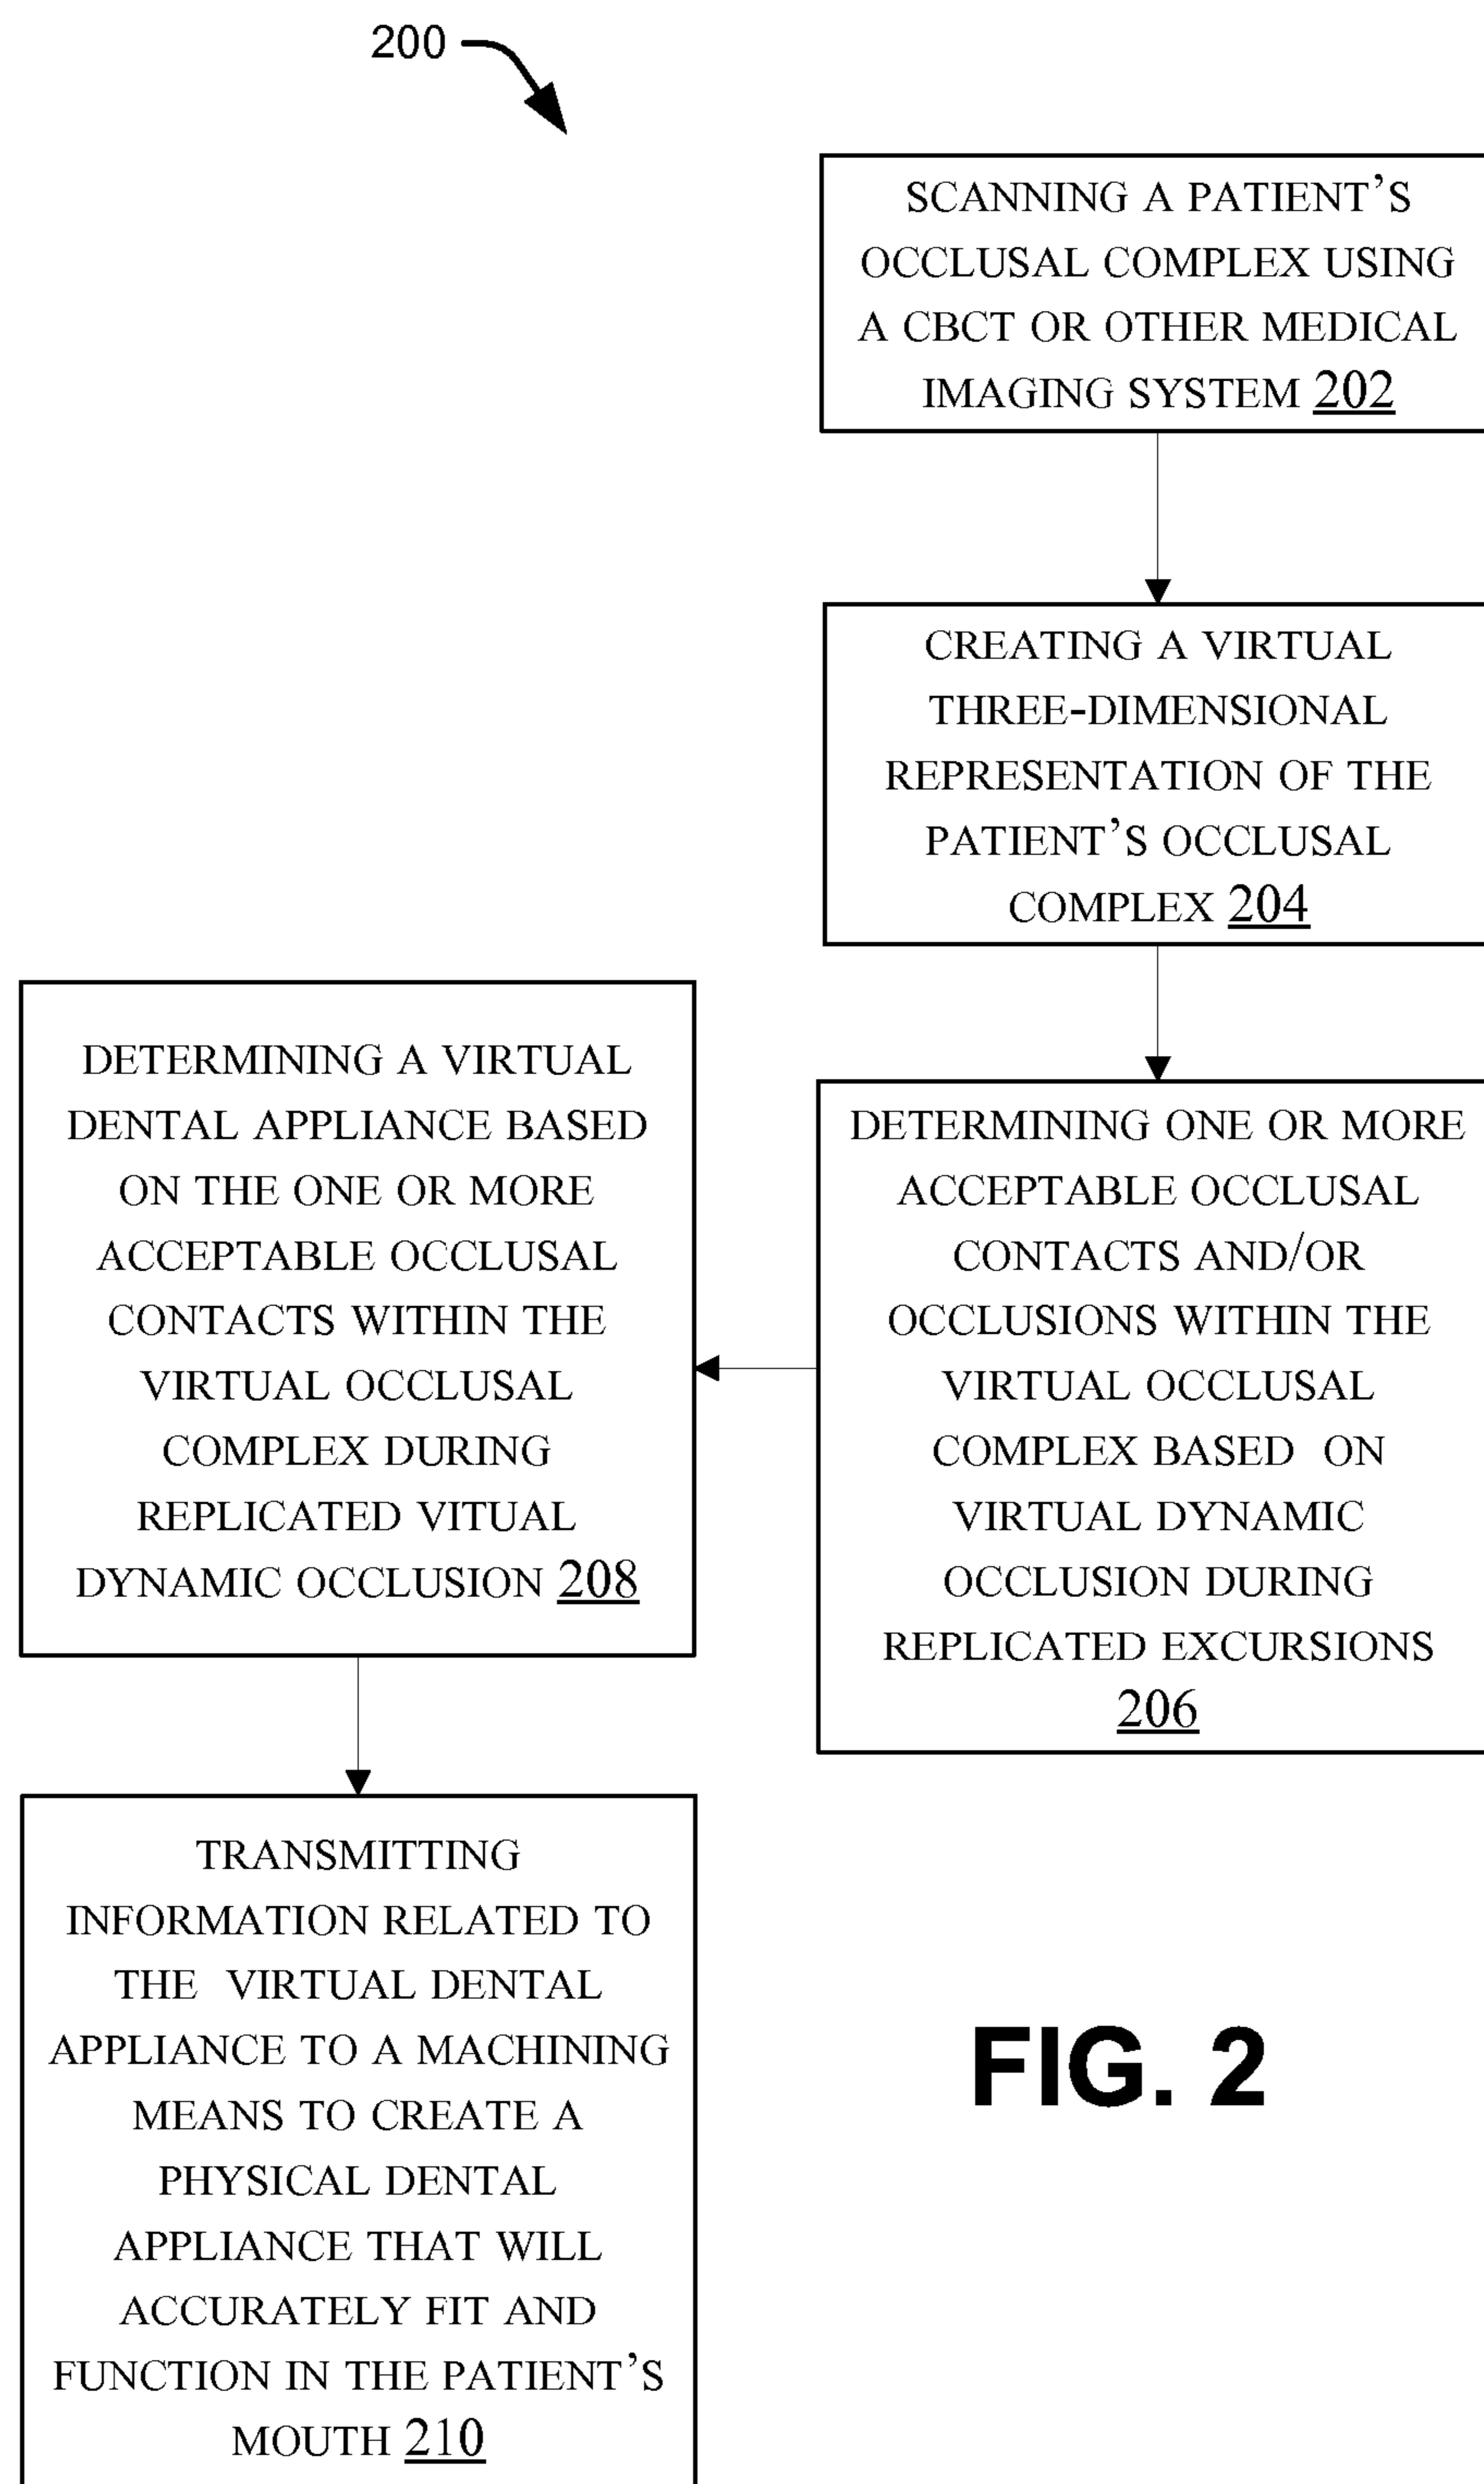 200
SCANNING A PATIENT'S
OCCLUSAL COMPLEX USING
A CBCT OR OTHER MEDICAL
IMAGING SYSTEM 202
CREATING A VIRTUAL
THREE-DIMENSIONAL
REPRESENTATION OF THE
PATIENT'S OCCLUSAL
COMPLEX 204
DETERMINING ONE OR MORE
ACCEPTABLE OCCLUSAL
CONTACTS AND/OR
OCCLUSIONS WITHIN THE
VIRTUAL OCCLUSAL
COMPLEX BASED ON
VIRTUAL DYNAMIC
OCCLUSION DURING
REPLICATED EXCURSIONS
206
DETERMINING A VIRTUAL
DENTAL APPLIANCE BASED
ON THE ONE OR MORE
ACCEPTABLE OCCLUSAL
CONTACTS WITHIN THE
VIRTUAL OCCLUSAL
COMPLEX DURING
REPLICATED VITUAL
DYNAMIC OCCLUSION 208
TRANSMITTING
INFORMATION RELATED TO
THE VIRTUAL DENTAL
APPLIANCE TO A MACHINING
MEANS TO CREATE A
PHYSICAL DENTAL
APPLIANCE THAT WILL
ACCURATELY FIT AND
FUNCTION IN THE PATIENT'S
MOUTH 210
FIG. 2